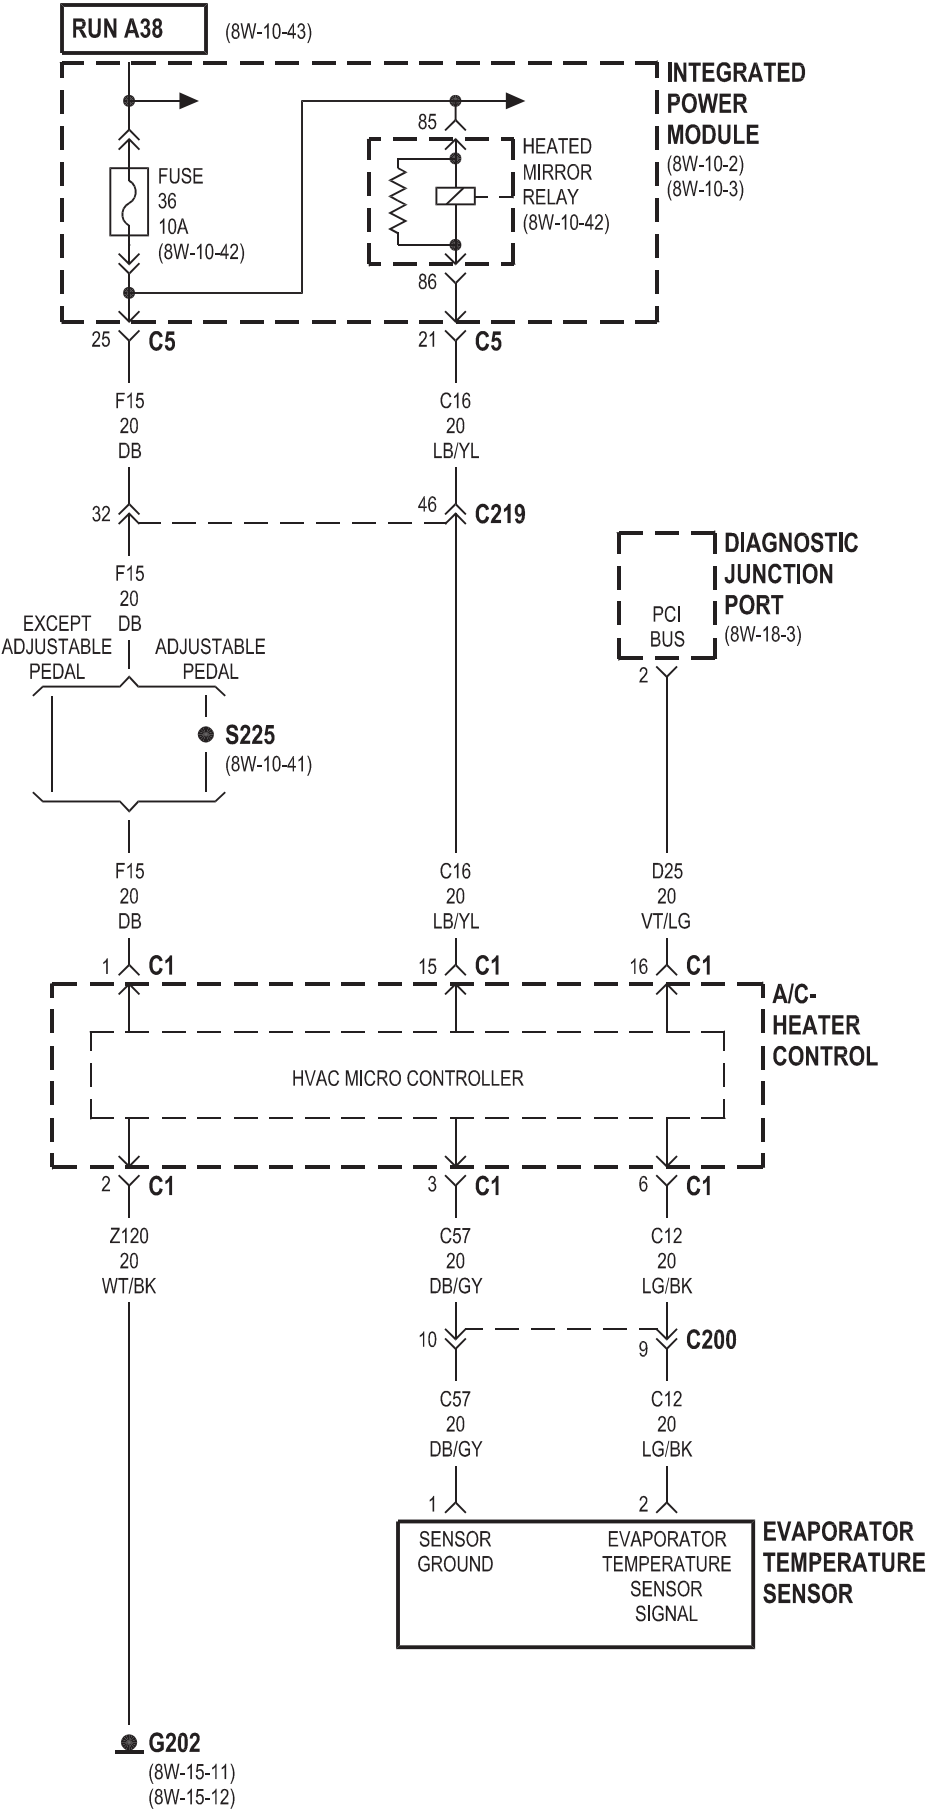 RUN A38
(8W-10-43)
INTEGRATED
POWER
MODULE
(8W-10-2)
(8W-10-3)
FUSE
36
10A
(8W-10-42)
85
HEATED
MIRROR
RELAY
(8W-10-42)
86
25
C5
21
C5
F15
20
DB
C16
20
LB/YL
32
46
C219
F15
20
DB
EXCEPT
ADJUSTABLE
PEDAL
ADJUSTABLE
PEDAL
S225
(8W-10-41)
DIAGNOSTIC
JUNCTION
PORT
(8W-18-3)
PCI
BUS
2
F15
20
DB
C16
20
LB/YL
D25
20
VT/LG
1
C1
15
C1
16
C1
A/C-
HEATER
CONTROL
HVAC MICRO CONTROLLER
2
C1
3
C1
6
C1
Z120
20
WT/BK
C57
20
DB/GY
C12
20
LG/BK
10
9
C200
C57
20
DB/GY
C12
20
LG/BK
1
2
SENSOR
GROUND
EVAPORATOR
TEMPERATURE
SENSOR
SIGNAL
EVAPORATOR
TEMPERATURE
SENSOR
G202
(8W-15-11)
(8W-15-12)